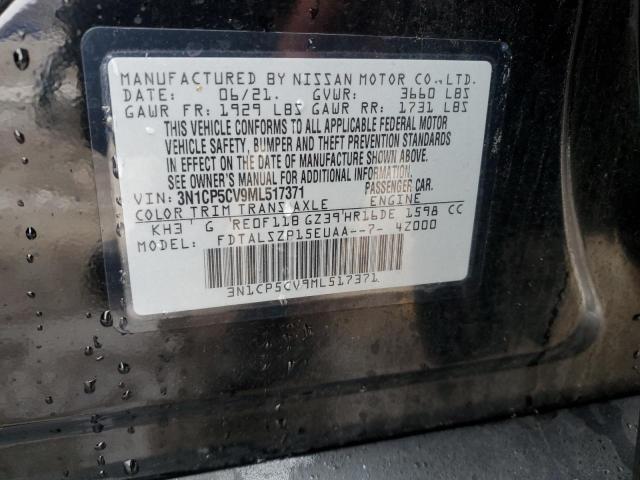 MANUFACTURED BY NISSAN MOTOR CO.,LTD.
DATE: 06/21. GVWR: 3660 LBS
GAWR FR: 1929 LBS GAWR RR: 1731 LBS
THIS VEHICLE CONFORMS TO ALL APPLICABLE FEDERAL MOTOR
VEHICLE SAFETY, BUMPER AND THEFT PREVENTION STANDARDS
IN EFFECT ON THE DATE OF MANUFACTURE SHOWN ABOVE.
SEE OWNER'S MANUAL FOR ADDITIONAL INFORMATION
VIN: 3N1CP5CV9ML517371 PASSENGER CAR.
COLOR TRIM TRANS AXLE ENGINE
KH3 G RE0F11B GZ39 HR16DE 1598 CC
FDTALSZP15EUAA--7- 4Z000
3N1CP5CV9ML517371